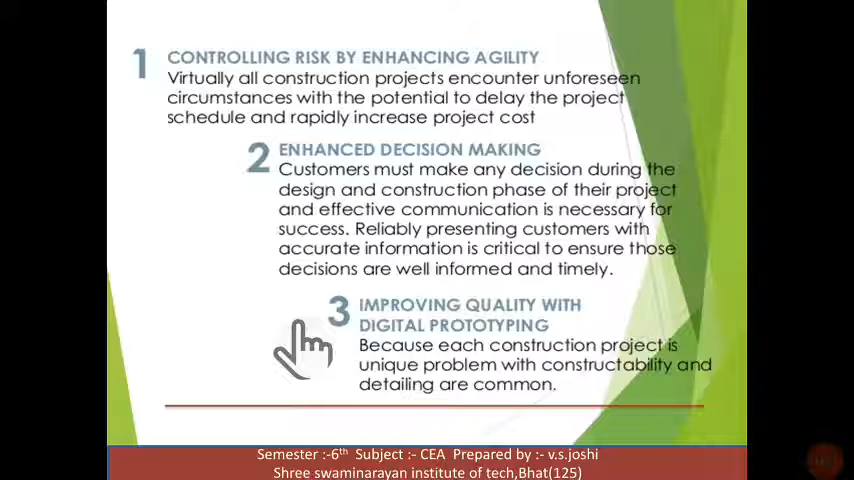 1 CONTROLLING RISK BY ENHANCING AGILITY
Virtually all construction projects encounter unforeseen
circumstances with the potential to delay the project
schedule and rapidly increase project cost
2 ENHANCED DECISION MAKING
Customers must make any decision during the
design and construction phase of their project
and effective communication is necessary for
success. Reliably presenting customers with
accurate information is critical to ensure those
decisions are well informed and timely.
3 IMPROVING QUALITY WITH
DIGITAL PROTOTYPING
Because each construction project is
unique problem with constructability and
detailing are common.
Semester :-6th Subject :- CEA Prepared by :- v.s.joshi
Shree swaminarayan institute of tech,Bhat(125)